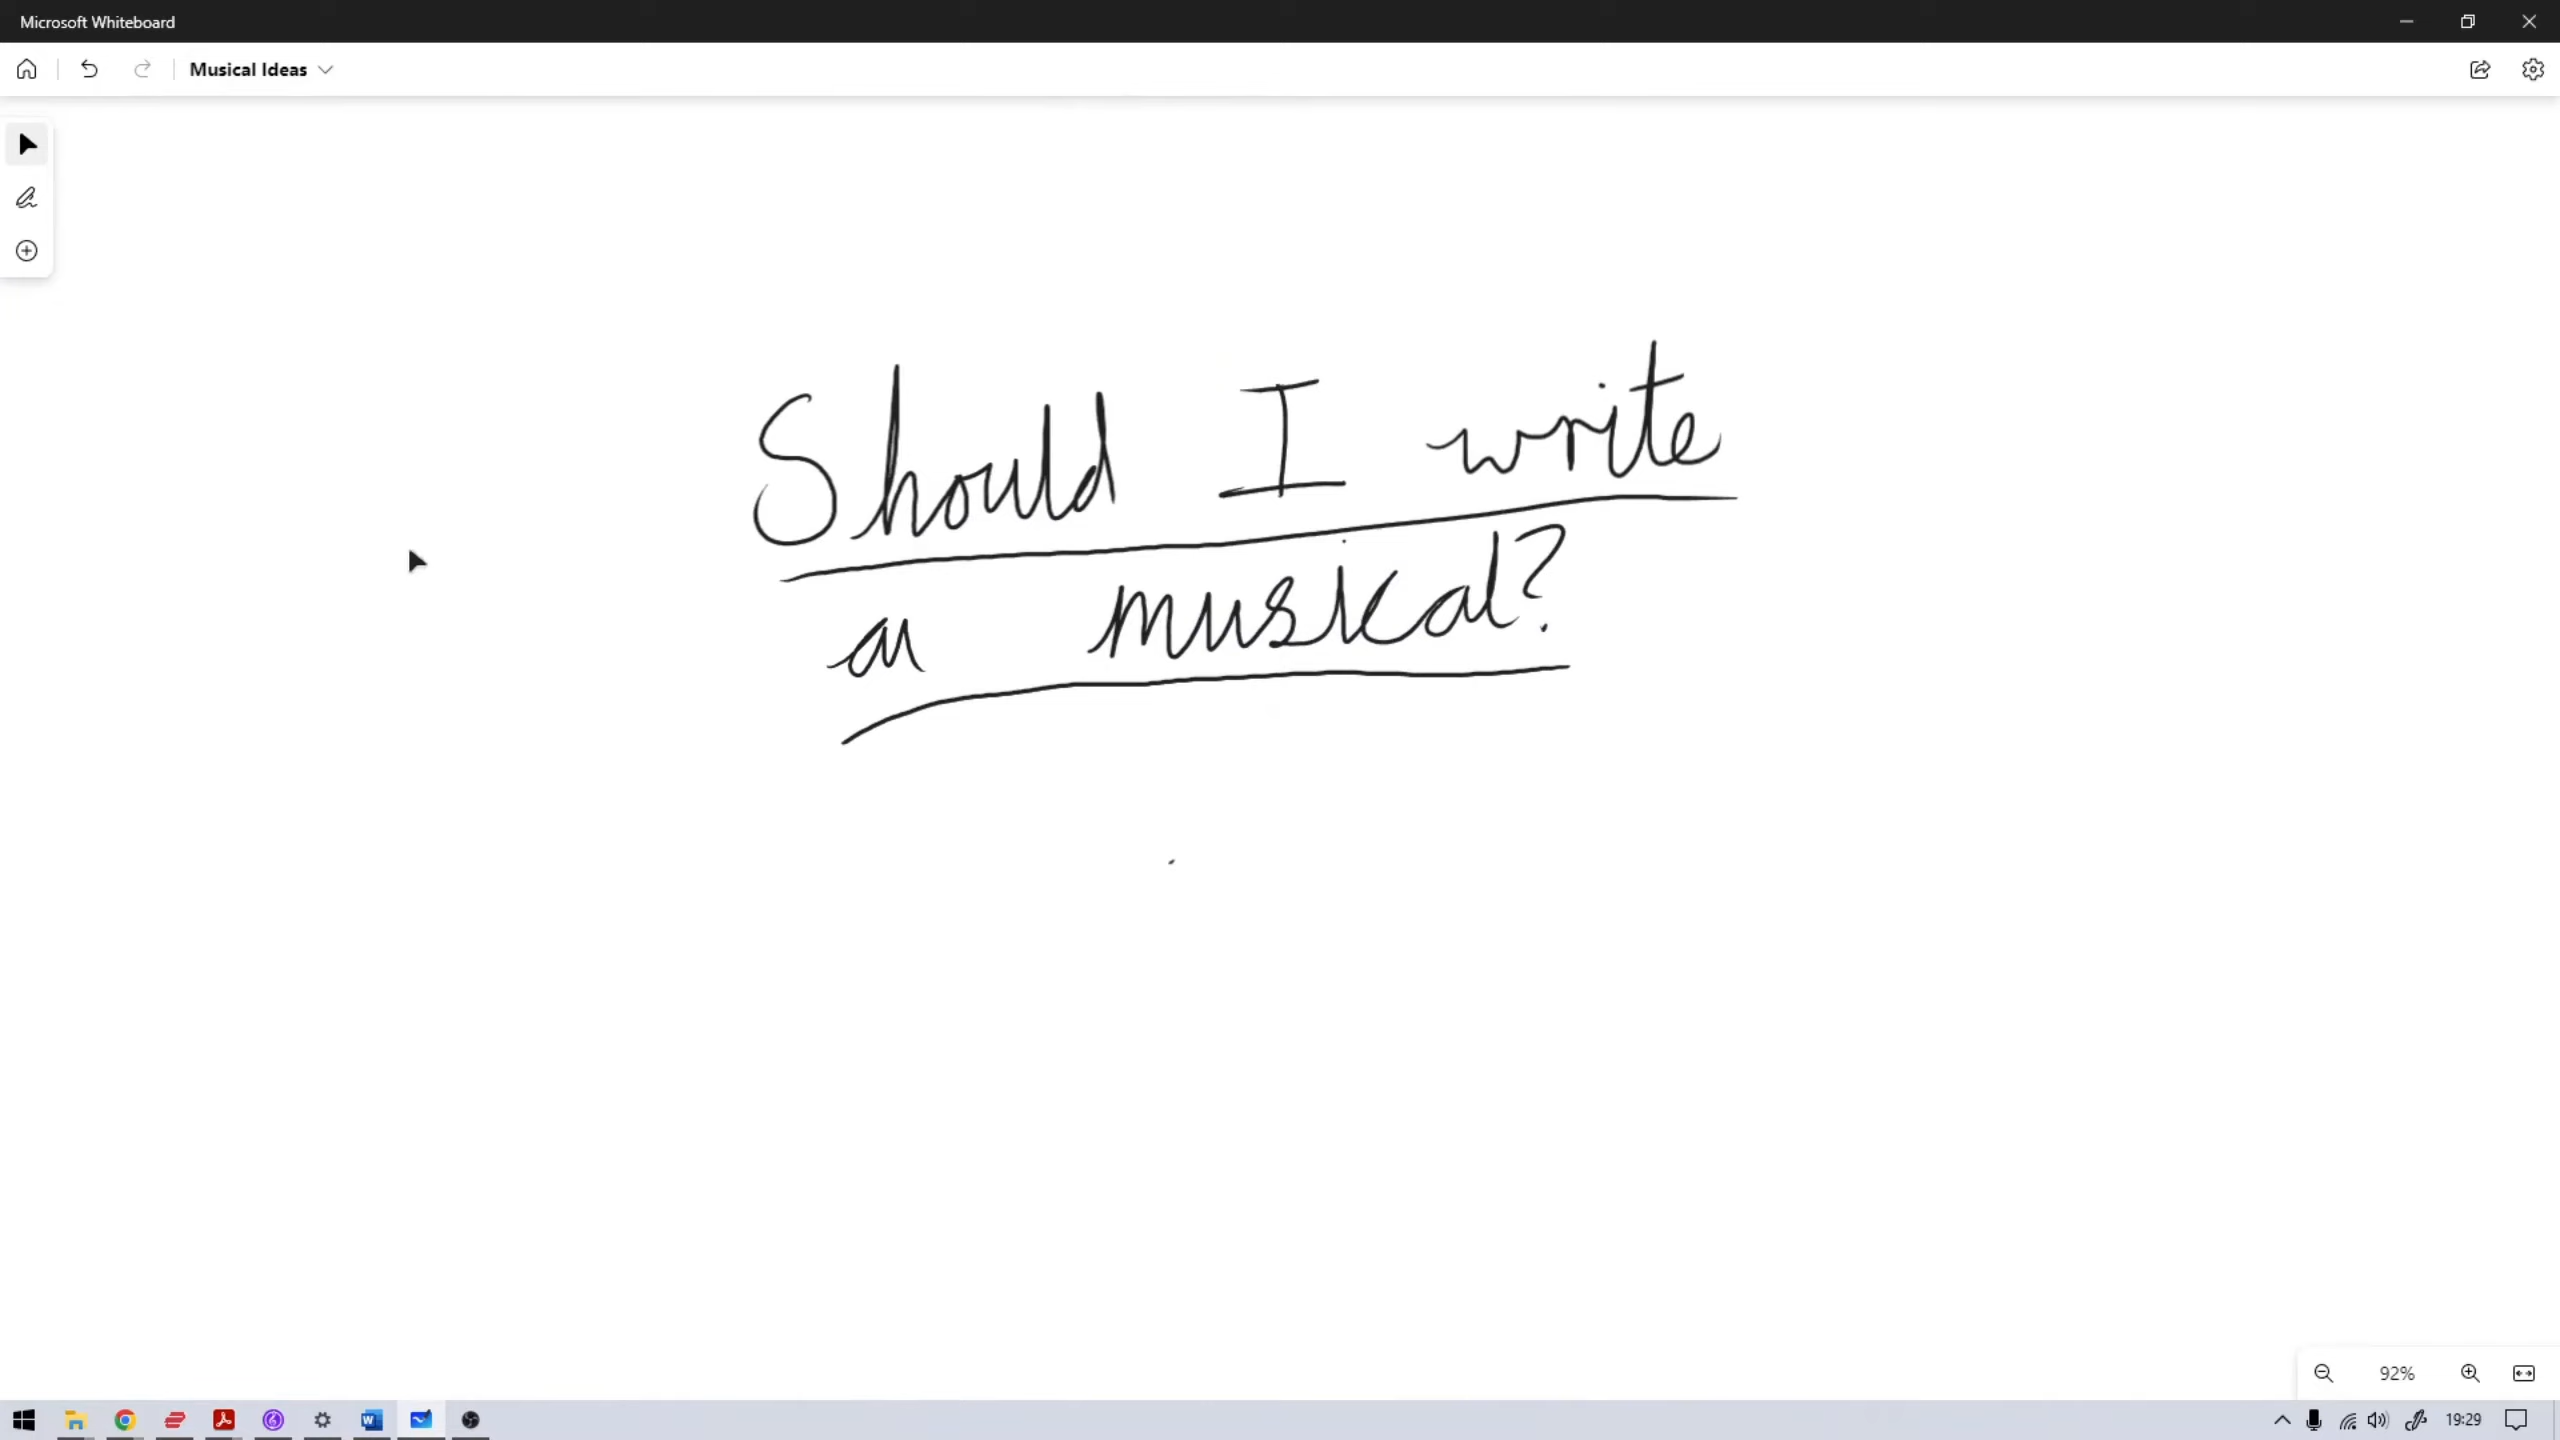 Microsoft Whiteboard
Musical Ideas
Should I write
a musical?
92%
19:29